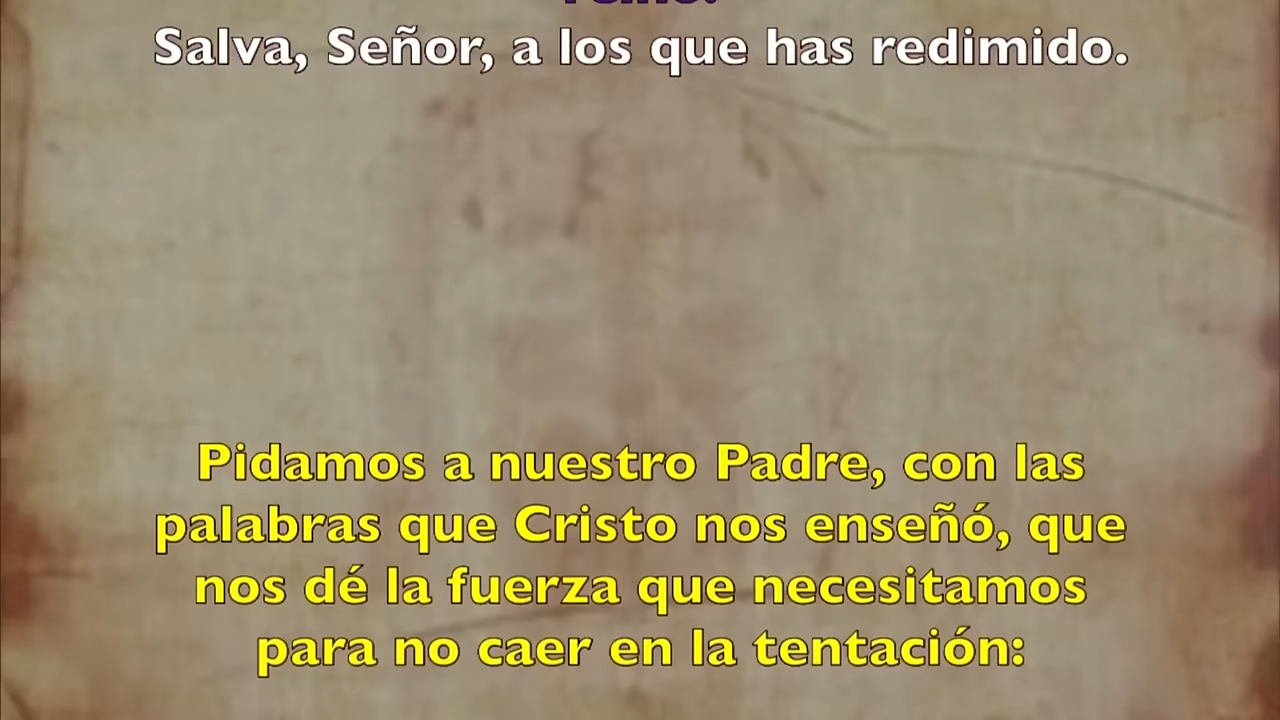 Salva, Señor, a los que has redimido.
Pidamos a nuestro Padre, con las
palabras que Cristo nos enseñó, que
nos dé la fuerza que necesitamos
para no caer en la tentación: